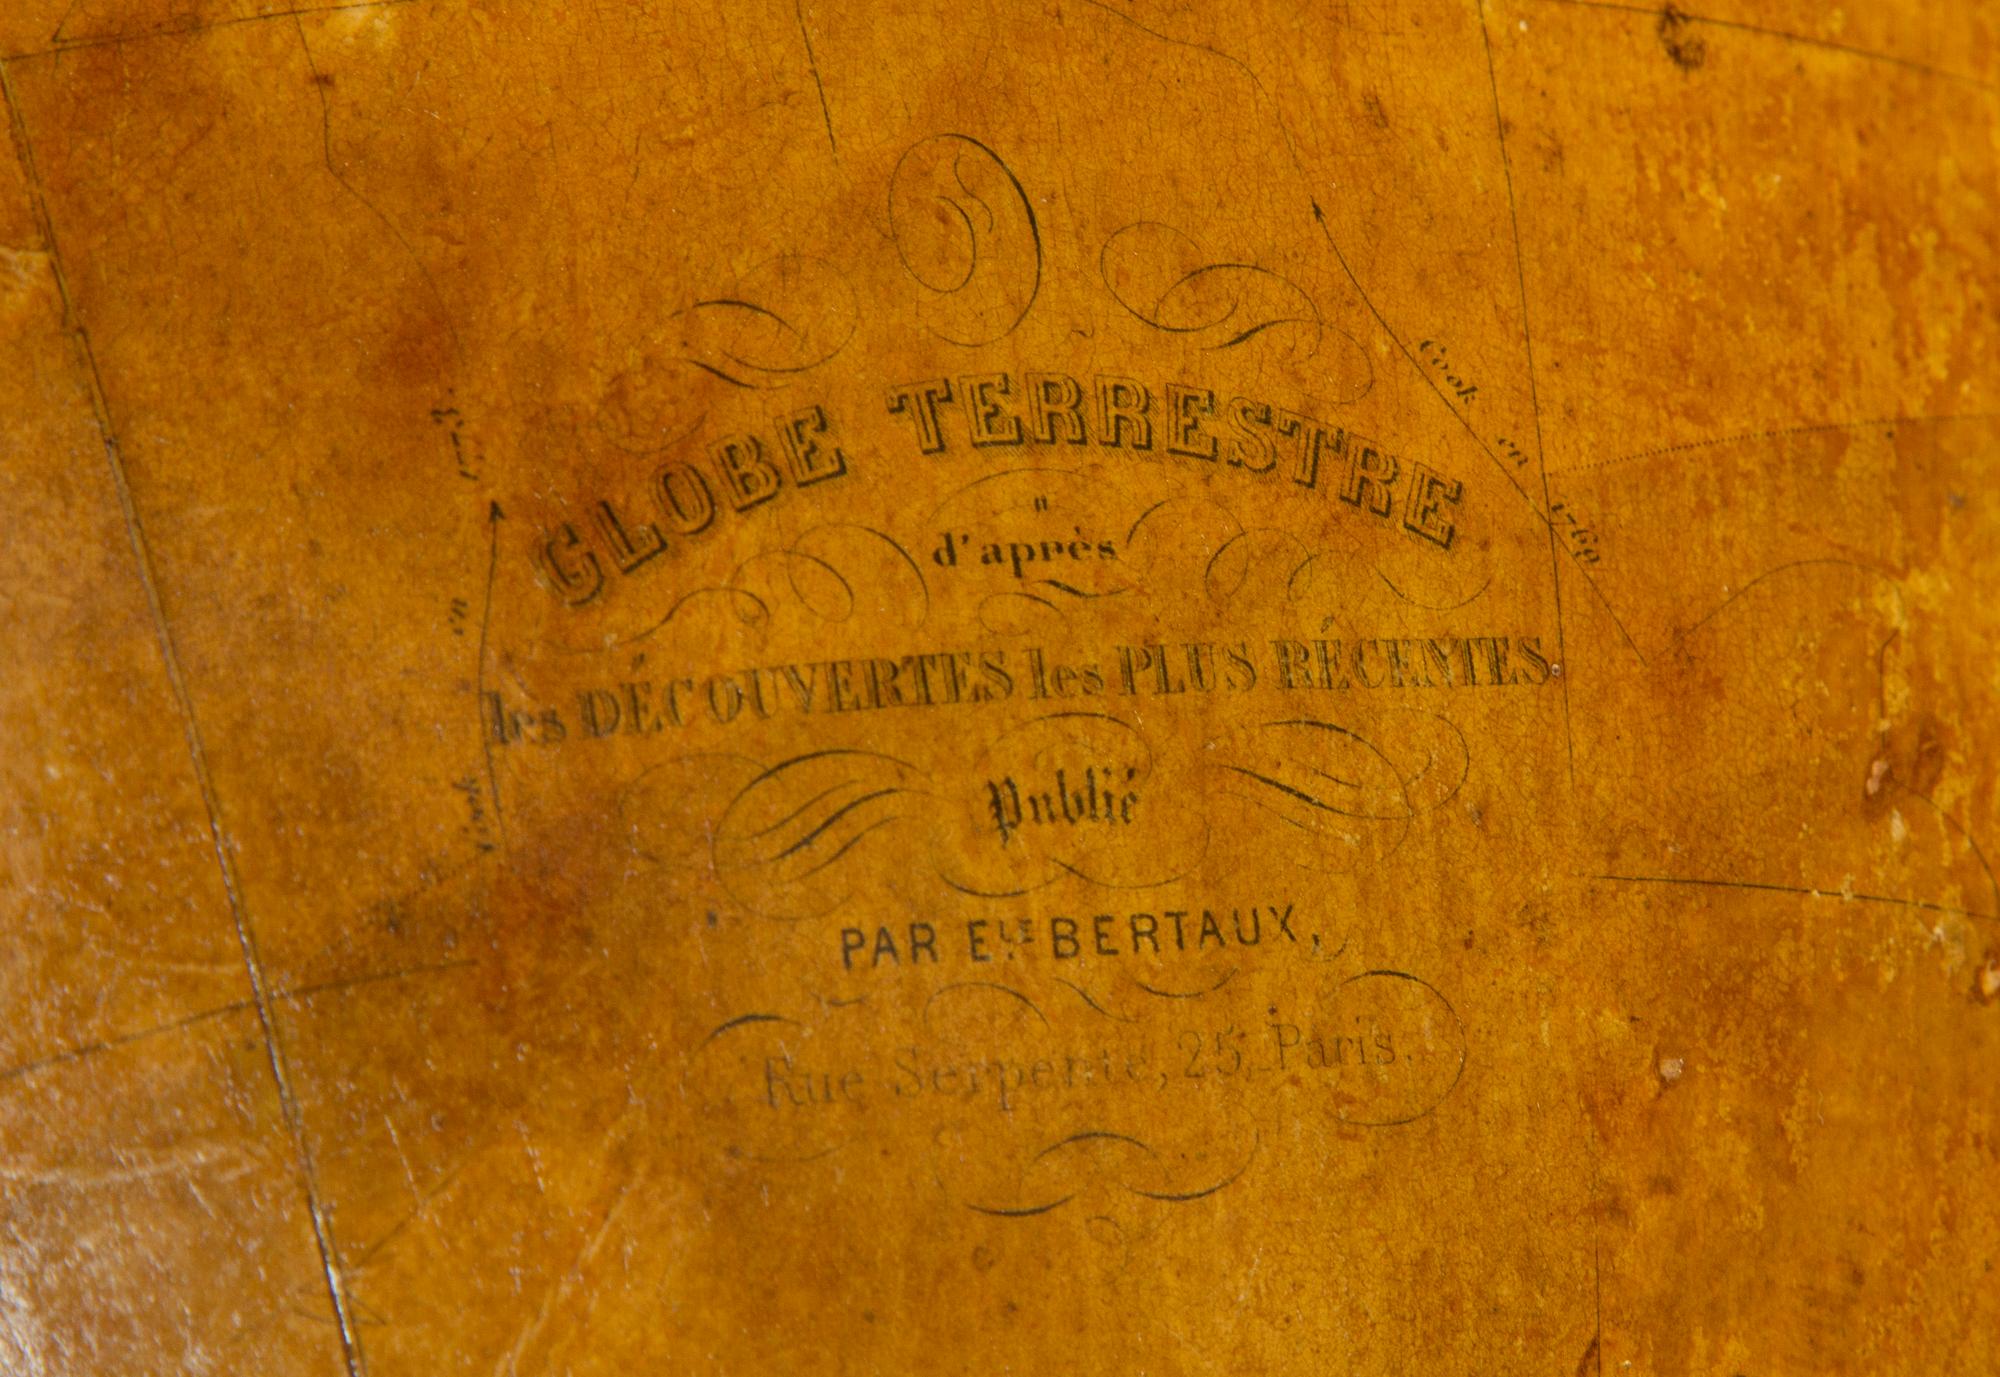 GLOBE TERRESTRE
d'après
les DÉCOUVERTES les PLUS RÉCENTES.
Publié
PAR ELE BERTAUX,
Rue Serpente, 25, Paris.
Cook en 1769